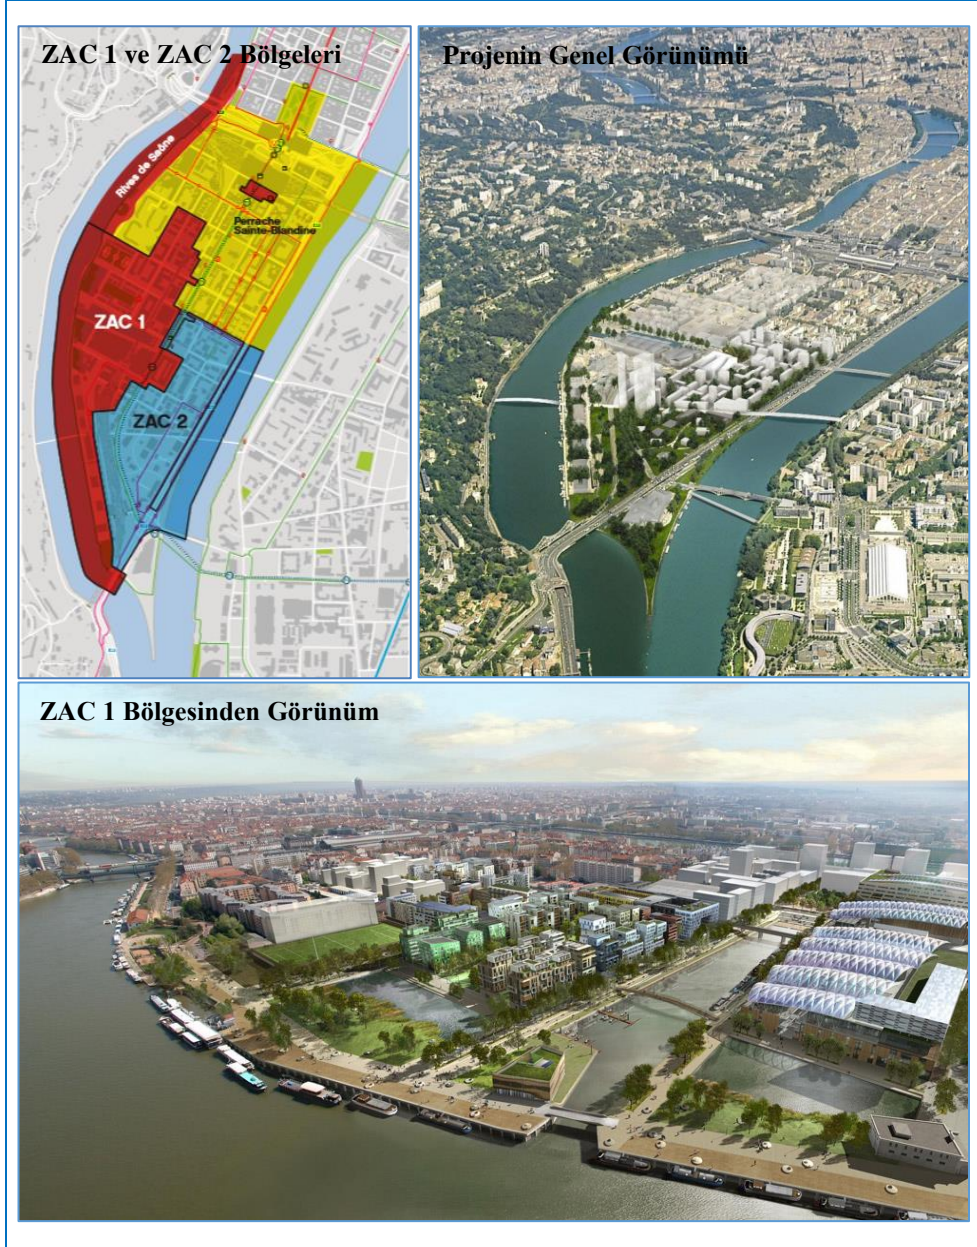 ZAC 1 ve ZAC 2 Bölgeleri
Rives de Saône
Perrache
Sainte-Blandine
ZAC 1
ZAC 2
Projenin Genel Görünümü
ZAC 1 Bölgesinden Görünüm